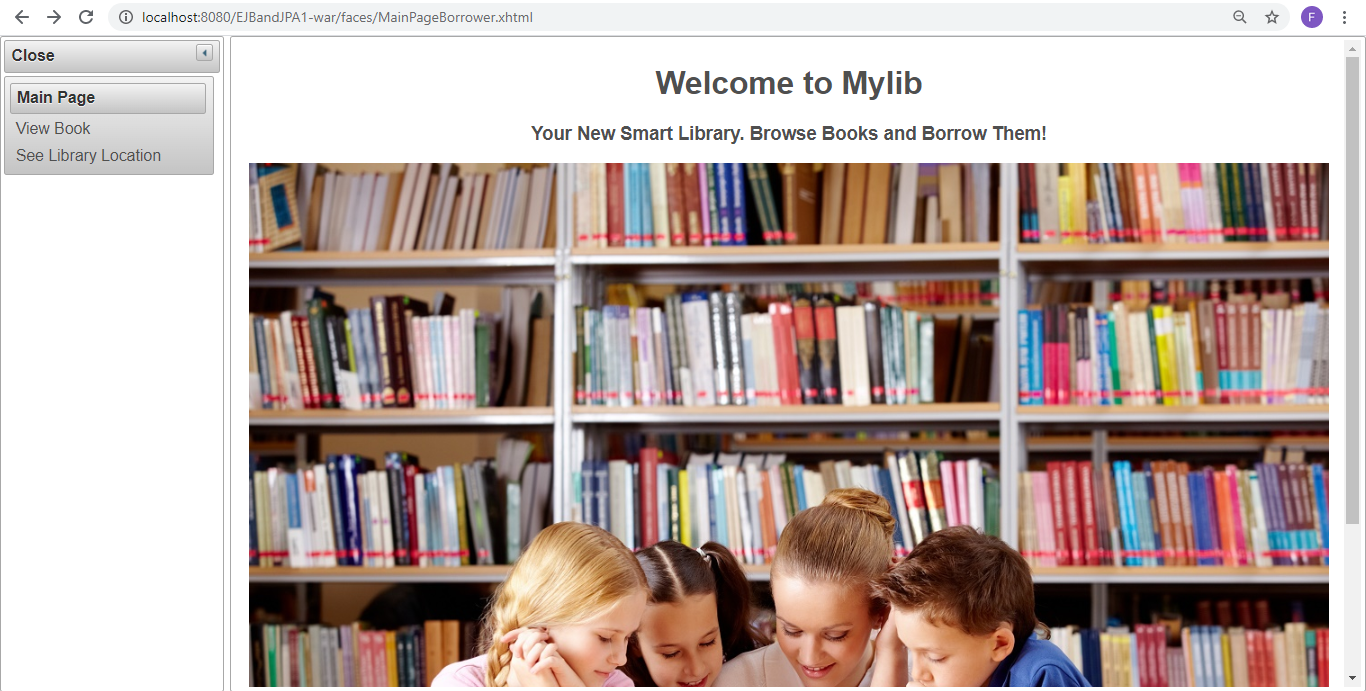 localhost:8080/EJBandJPA1-war/faces/MainPageBorrower.xhtml
F
Close
Main Page
View Book
See Library Location
Welcome to Mylib
Your New Smart Library. Browse Books and Borrow Them!